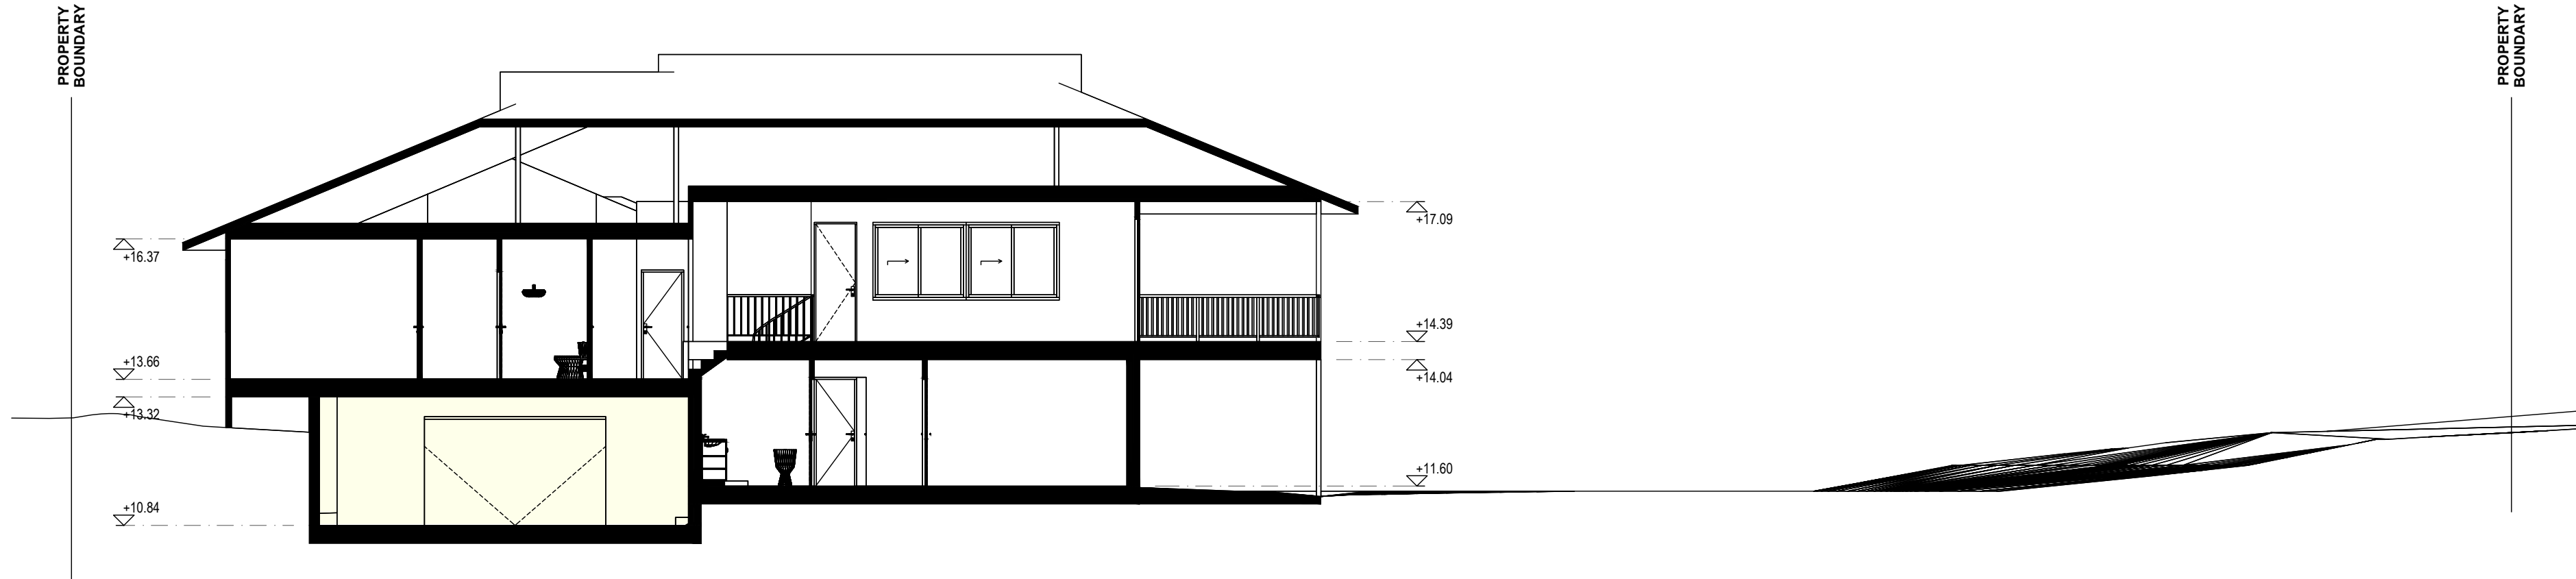 PROPERTY
BOUNDARY
PROPERTY
BOUNDARY
+17.09
+16.37
+14.39
+13.66
+14.04
+13.32
+11.60
+10.84